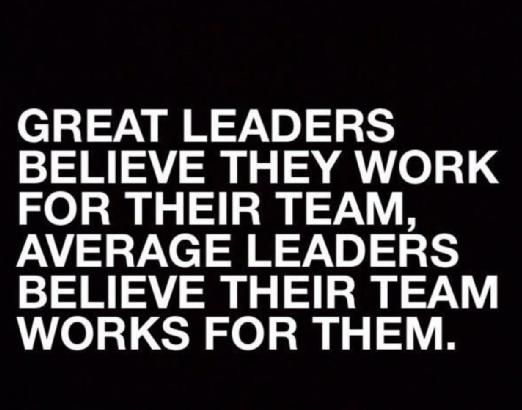 GREAT LEADERS
BELIEVE THEY WORK
FOR THEIR TEAM,
AVERAGE LEADERS
BELIEVE THEIR TEAM
WORKS FOR THEM.